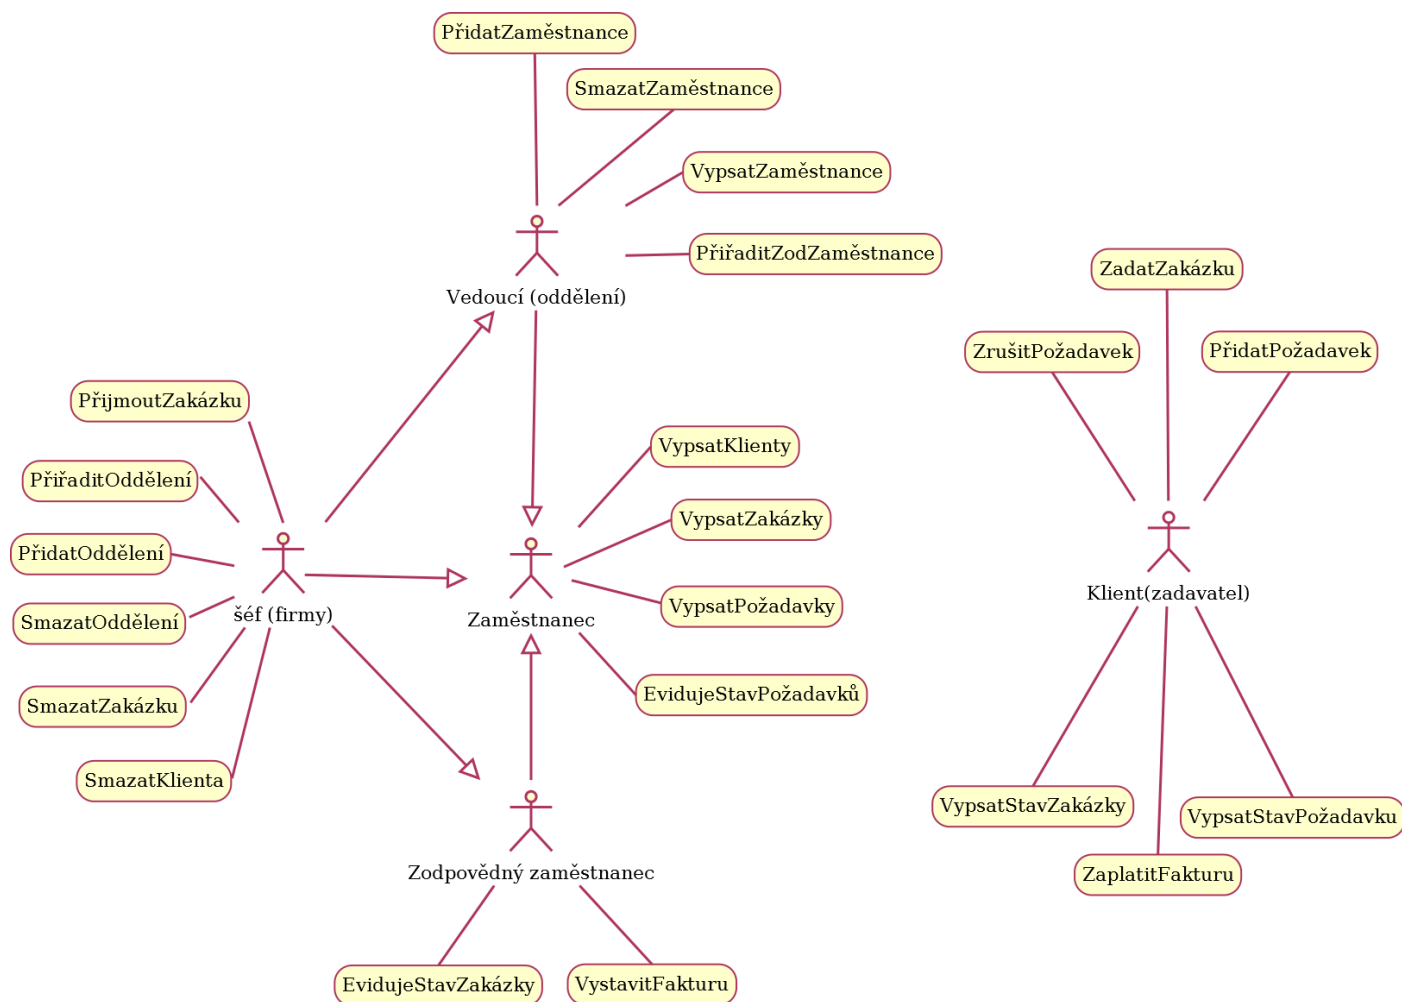 PřidatZaměstnance
SmazatZaměstnance
VypsatZaměstnance
PřiřaditZodZaměstnance
Vedoucí (oddělení)
ZadatZakázku
ZrušitPožadavek
PřidatPožadavek
PřijmoutZakázku
PřiřaditOddělení
PřidatOddělení
SmazatOddělení
šéf (firmy)
SmazatZakázku
SmazatKlienta
VypsatKlienty
VypsatZakázky
VypsatPožadavky
Zaměstnanec
EvidujeStavPožadavků
Klient(zadavatel)
VypsatStavZakázky
VypsatStavPožadavku
ZaplatitFakturu
Zodpovědný zaměstnanec
EvidujeStavZakázky
VystavitFakturu